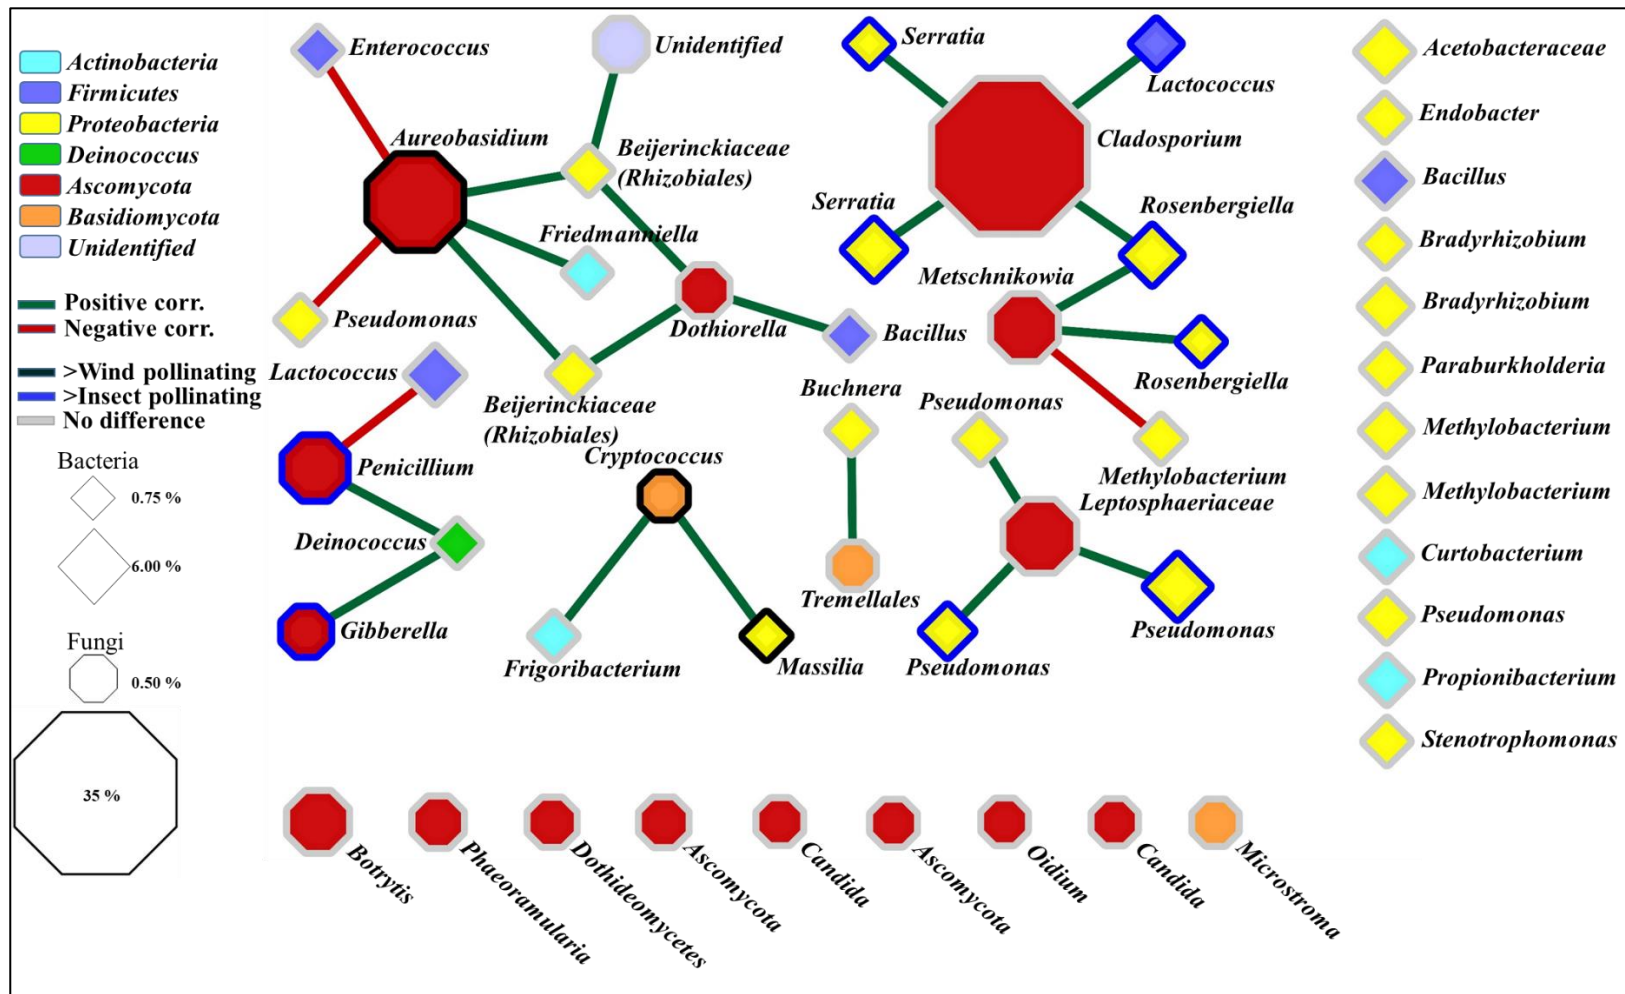 Actinobacteria
Firmicutes
Proteobacteria
Deinococcus
Ascomycota
Basidiomycota
Unidentified
Positive corr.
Negative corr.
>Wind pollinating
>Insect pollinating
No difference
Bacteria
0.75 %
6.00 %
Fungi
0.50 %
35 %
Enterococcus
Unidentified
Aureobasidium
Beijerinckiaceae
(Rhizobiales)
Friedmanniella
Pseudomonas
Dothiorella
Bacillus
Lactococcus
Beijerinckiaceae
(Rhizobiales)
Penicillium
Deinococcus
Gibberella
Cryptococcus
Frigoribacterium
Massilia
Buchnera
Tremellales
Serratia
Lactococcus
Cladosporium
Serratia
Rosenbergiella
Metschnikowia
Rosenbergiella
Methylobacterium
Pseudomonas
Leptosphaeriaceae
Pseudomonas
Pseudomonas
Acetobacteraceae
Endobacter
Bacillus
Bradyrhizobium
Bradyrhizobium
Paraburkholderia
Methylobacterium
Methylobacterium
Curtobacterium
Pseudomonas
Propionibacterium
Stenotrophomonas
Botrytis
Phaeoramularia
Dothideomycetes
Ascomycota
Candida
Ascomycota
Oidium
Candida
Microstroma